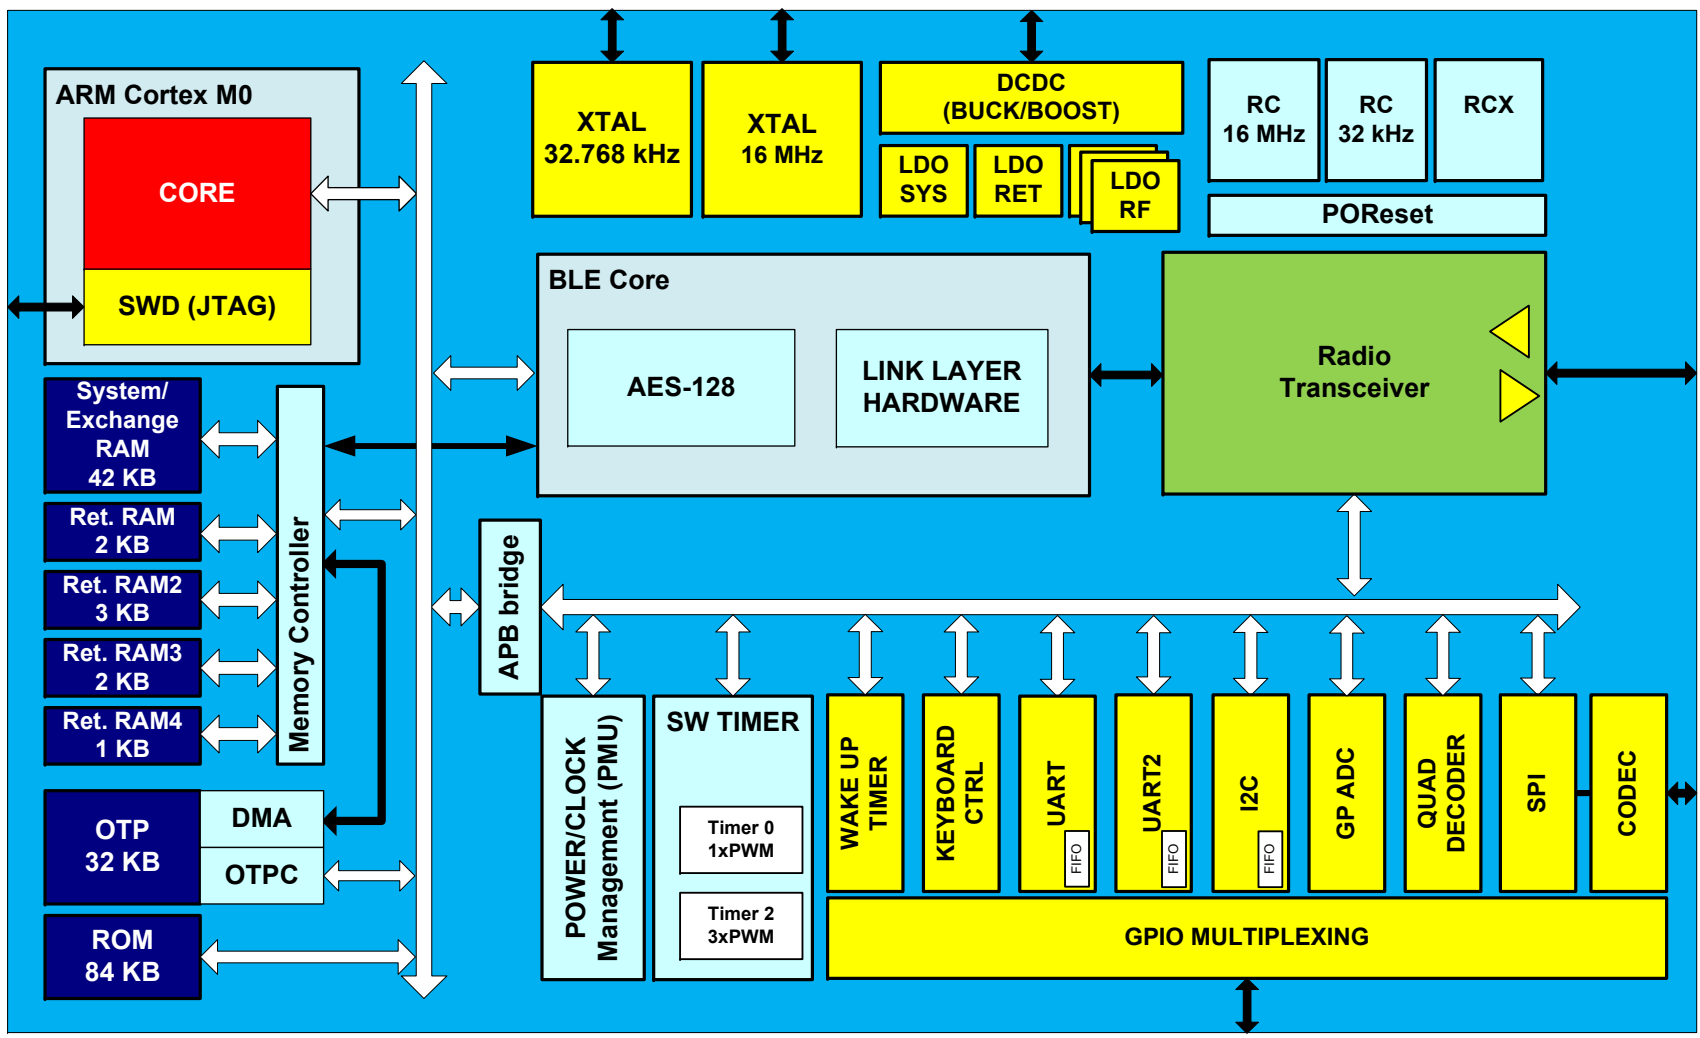 ARM Cortex M0
CORE
SWD (JTAG)
XTAL
32.768 kHz
XTAL
16 MHz
DCDC
(BUCK/BOOST)
LDO
SYS
LDO
RET
LDO
RF
RC
16 MHz
RC
32 kHz
RCX
POReset
BLE Core
AES-128
LINK LAYER
HARDWARE
Radio
Transceiver
System/
Exchange
RAM
42 KB
Ret. RAM
2 KB
Ret. RAM2
3 KB
Ret. RAM3
2 KB
Ret. RAM4
1 KB
Memory Controller
OTP
32 KB
DMA
OTPC
ROM
84 KB
APB bridge
POWER/CLOCK
Management (PMU)
SW TIMER
Timer 0
1xPWM
Timer 2
3xPWM
WAKE UP
TIMER
KEYBOARD
CTRL
UART
FIFO
UART2
FIFO
I2C
FIFO
GP ADC
QUAD
DECODER
SPI
CODEC
GPIO MULTIPLEXING